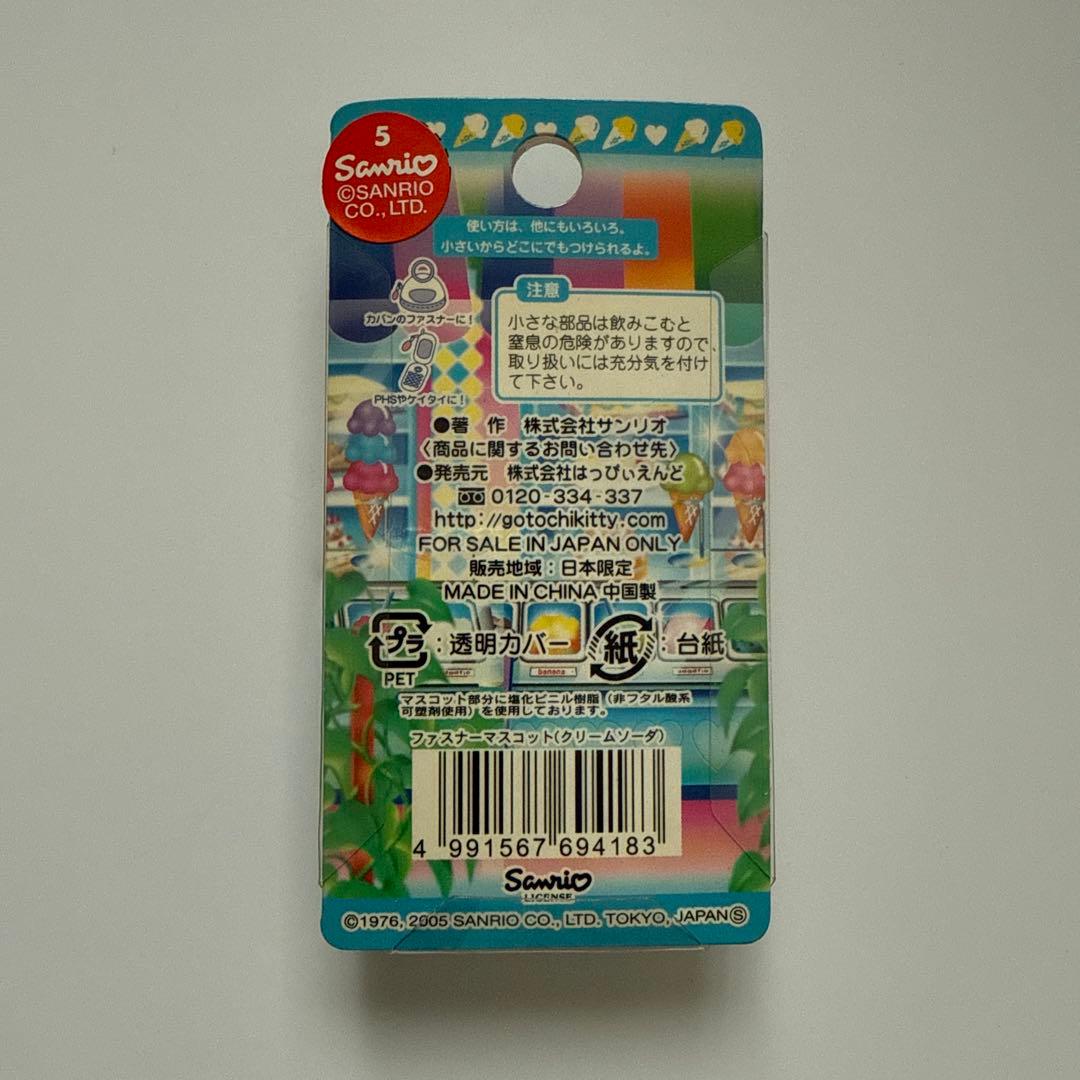 5
Sanrio
©SANRIO
CO., LTD.
使い方は、他にもいろいろ。
小さいからどこにでもつけられるよ。
カバンのファスナーに!
PHSやケイタイに!
注意
小さな部品は飲みこむと
窒息の危険がありますので、
取り扱いには充分気を付け
て下さい。
●著 作 株式会社サンリオ
〈商品に関するお問い合わせ先〉
●発売元 株式会社はっぴぃえんど
0120-334-337
http://gotochikitty.com
FOR SALE IN JAPAN ONLY
販売地域:日本限定
MADE IN CHINA 中国製
プラ:透明カバー 紙:台紙
PET
banana
マスコット部分に塩化ビニル樹脂(非フタル酸系
可塑剤使用)を使用しております。
ファスナーマスコット(クリームソーダ)
4 991567 694183
Sanrio
LICENSE
©1976, 2005 SANRIO CO., LTD. TOKYO, JAPAN Ⓢ